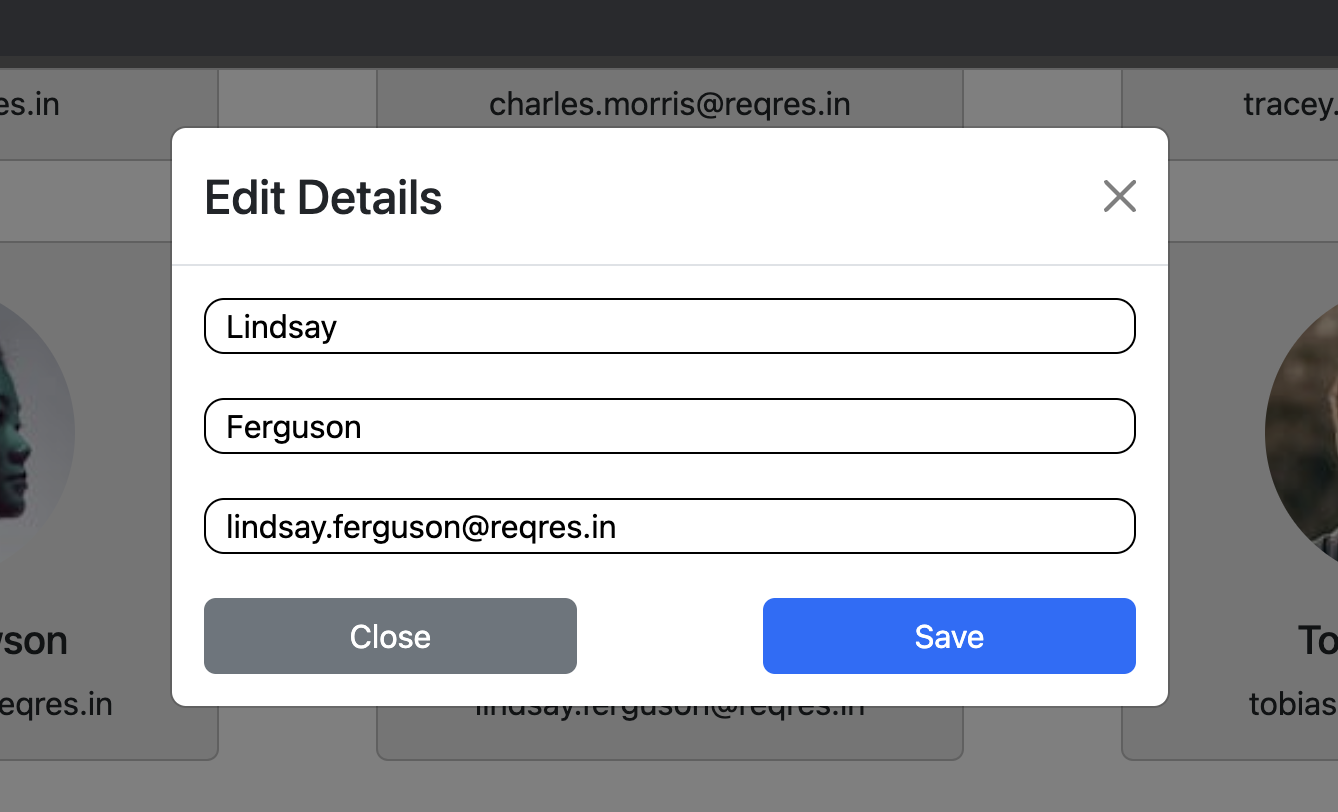 es.in
charles.morris@reqres.in
tracey.
Edit Details
Lindsay
Ferguson
lindsay.ferguson@reqres.in
Close
Save
son
To
eqres.in
lindsay.ferguson@reqres.in
tobias